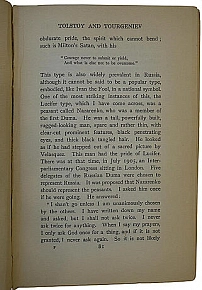 TOLSTOY AND TOURGENIEV
obdurate pride, the spirit which cannot bend;
such is Milton's Satan, with his
"Courage never to submit or yield,
And what is else not to be overcome."
This type is also widely prevalent in Russia,
although it cannot be said to be a popular type,
embodied, like Ivan the Fool, in a national symbol.
One of the most striking instances of this, the
Lucifer type, which I have come across, was a
peasant called Nazarenko, who was a member of
the first Duma. He was a tall, powerfully built,
rugged-looking man, spare and rather thin, with
clear-cut prominent features, black penetrating
eyes, and thick black tangled hair. He looked
as if he had stepped out of a sacred picture by
Velasquez. This man had the pride of Lucifer.
There was at that time, in July 1905, an Inter-
parliamentary Congress sitting in London. Five
delegates of the Russian Duma were chosen to
represent Russia. It was proposed that Nazarenko
should represent the peasants. I asked him once
if he were going. He answered:
"I shan't go unless I am unanimously chosen
by the others. I have written down my name
and asked, but I shall not ask twice. I never
ask twice for anything. When I say my prayers,
I only ask God once for a thing, and if it is not
granted, I never ask again. So it is not likely
81